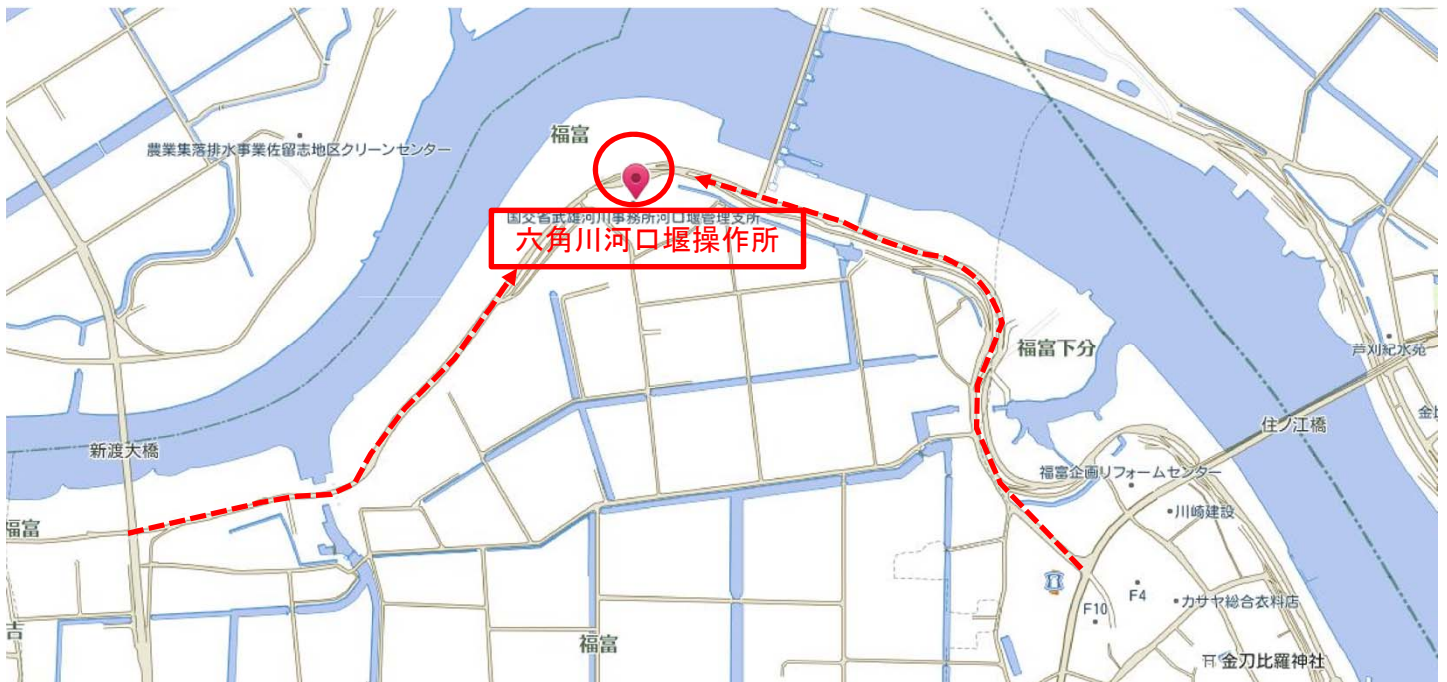 福富
農業集落排水事業佐留志地区クリーンセンター
国交省武雄河川事務所河口堰管理支所
六角川河口堰操作所
福富下分
芦刈紀水苑
新渡大橋
住ノ江橋
福富企画リフォームセンター
川崎建設
福富
F4
F10
カサヤ総合衣料店
吉
福富
金刀比羅神社